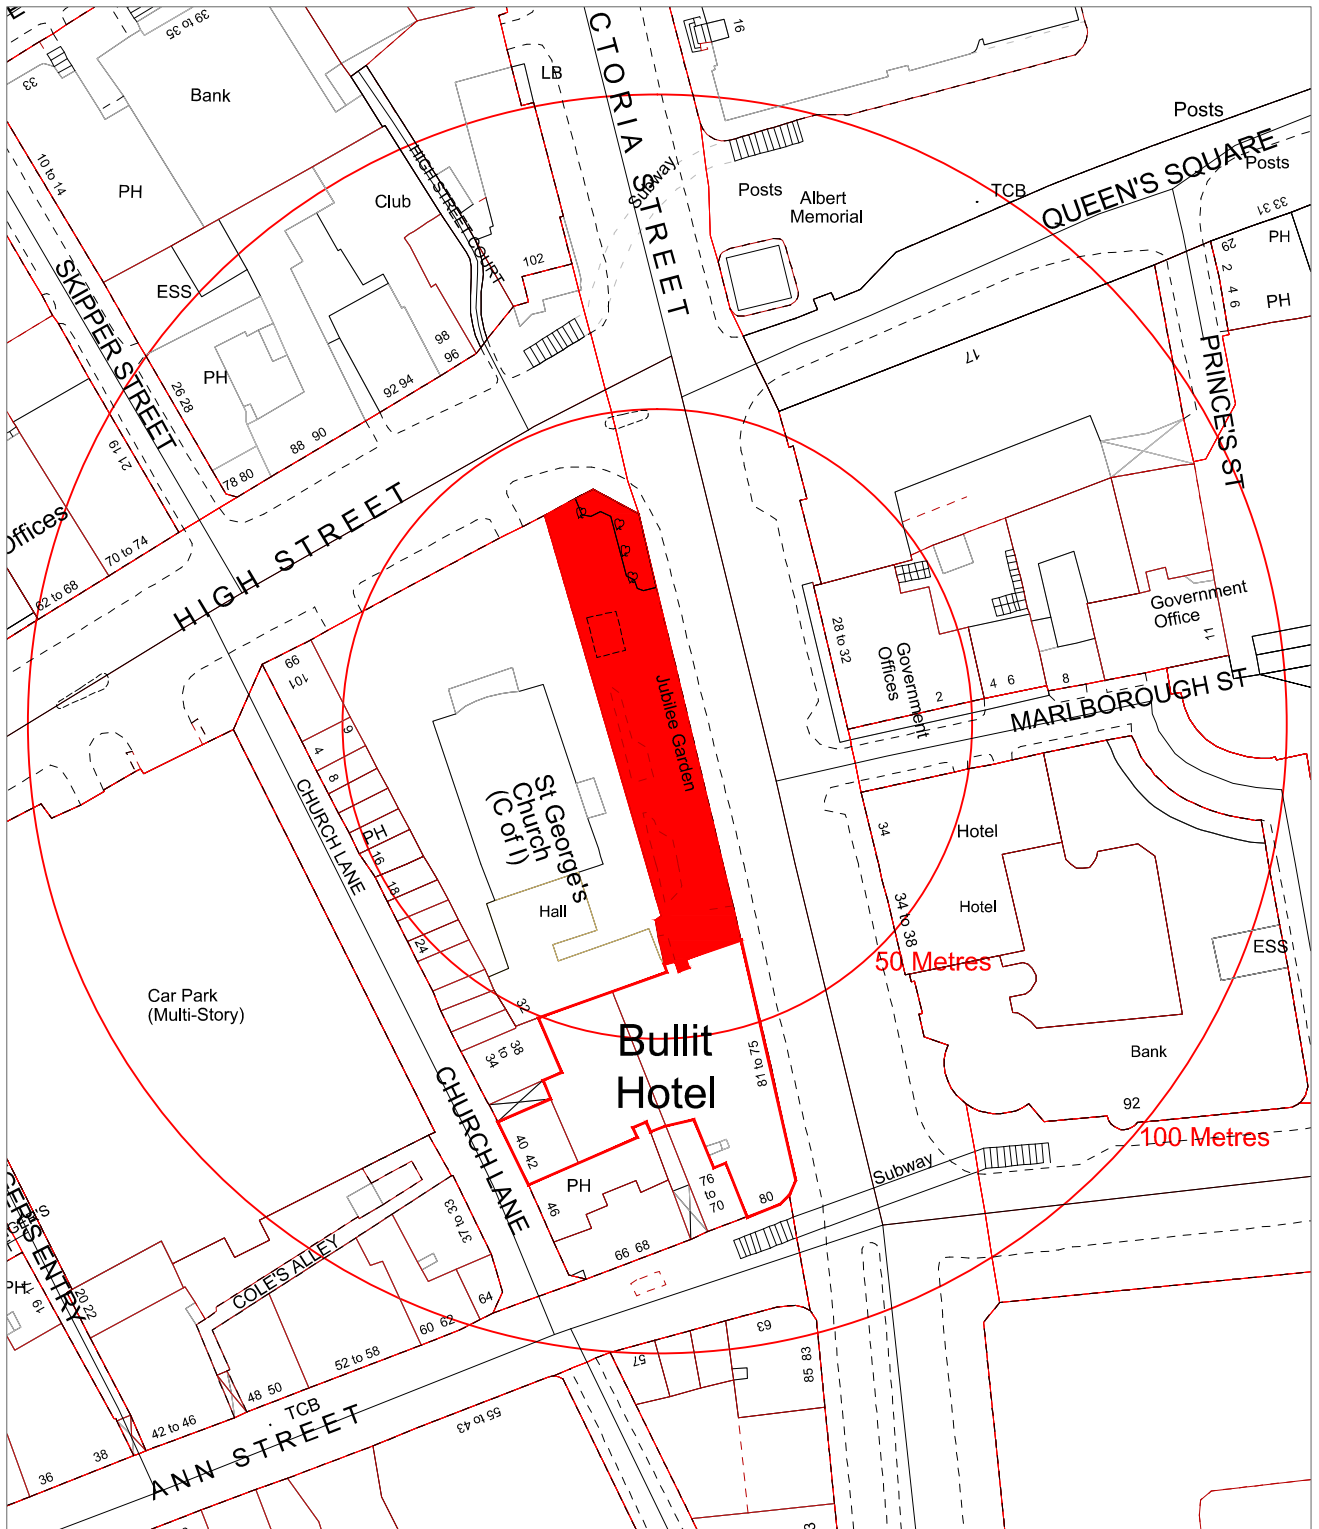 39 to 35
33
Bank
LB
16
CTORIA STREET
Posts
QUEEN'S SQUARE
Posts
TCB
Posts
Albert
Memorial
Subway
10 to 14
PH
Club
HIGH STREET COURT
102
33 31
PH
29
2 4 6
PH
SKIPPER STREET
ESS
PH
26 28
21 19
98
96
92 94
88 90
78 80
17
PRINCE'S ST
Offices
70 to 74
62 to 68
HIGH STREET
99
101
Jubilee Garden
28 to 32
Government
Offices
2
4 6
8
Government
Office
11
MARLBOROUGH ST
9
4
8
CHURCH LANE
PH
16
18
24
St George's
Church
(C of I)
Hall
34
Hotel
34 to 38
Hotel
ESS
50 Metres
Car Park
(Multi-Story)
32
34 to 38
Bullit
Hotel
81 to 75
Bank
92
100 Metres
CHURCH LANE
40 42
PH
46
76
to
70
80
Subway
66 68
37 to 33
COLE'S ALLEY
64
60 62
52 to 58
48 50
TCB
42 to 46
38
36
ANN STREET
55 to 43
57
63
85 83
20 22
19
17
PH
ER'S ENTRY